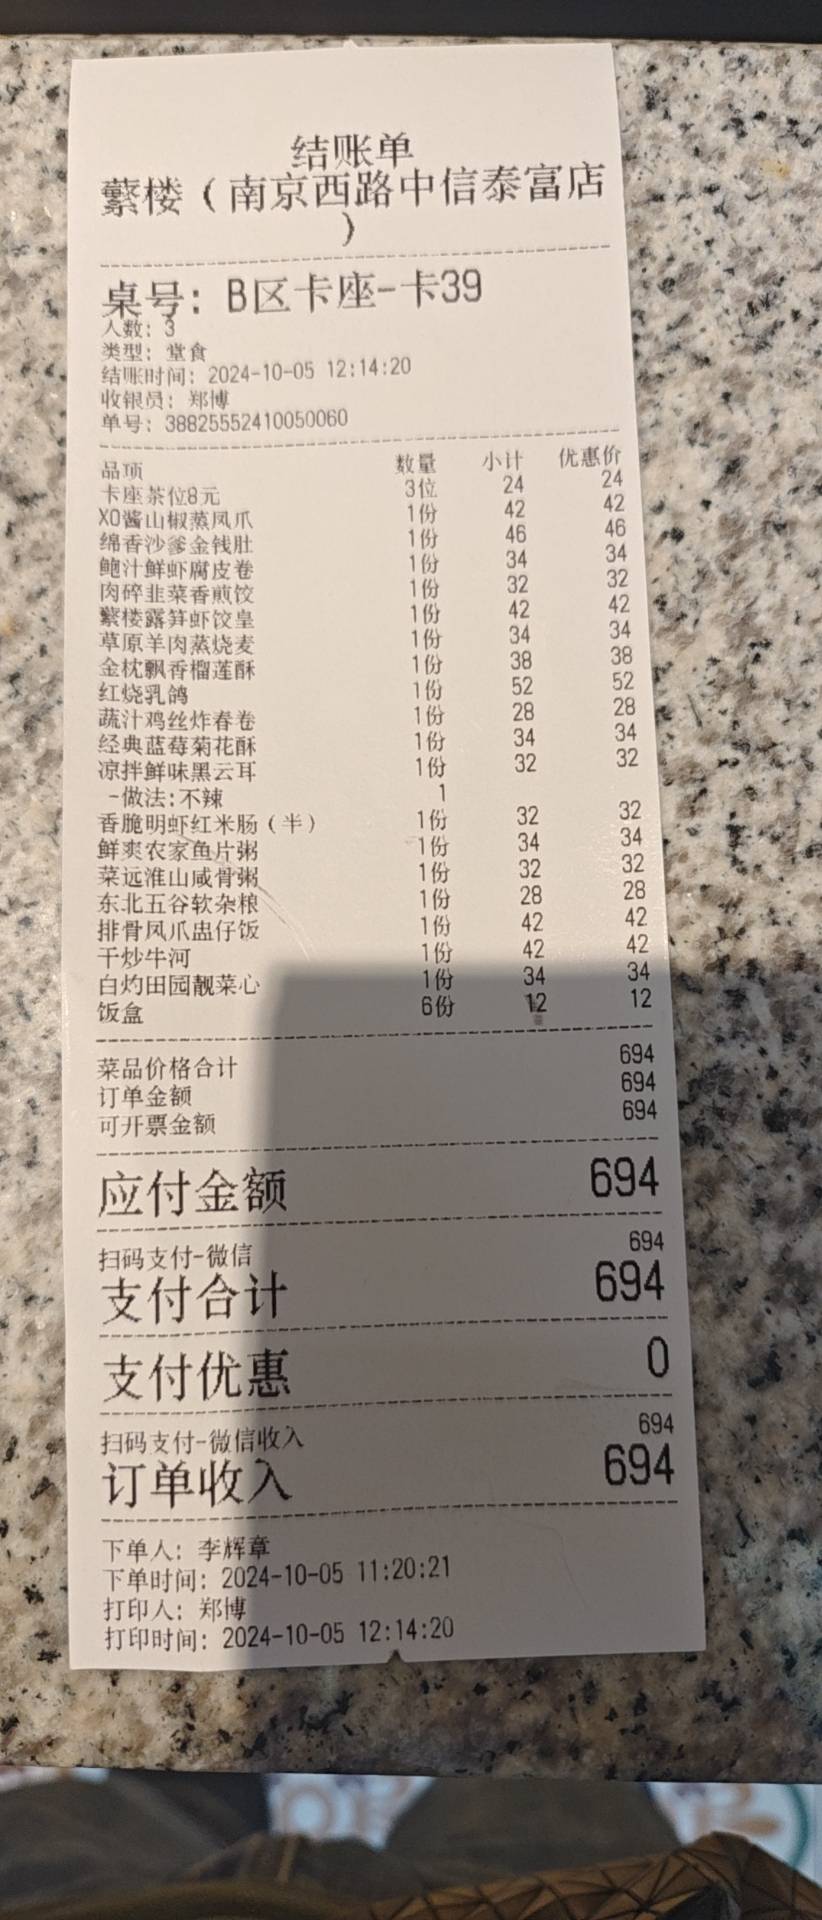 结账单
蘩楼（南京西路中信泰富店
）
桌号: B区卡座-卡39
人数: 3
类型: 堂食
结账时间: 2024-10-05 12:14:20
收银员: 郑博
单号: 38825552410050060
品项 数量 小计 优惠价
卡座茶位8元 3位 24 24
XO酱山椒蒸凤爪 1份 42 42
绵香沙爹金钱肚 1份 46 46
鲍汁鲜虾腐皮卷 1份 34 34
肉碎韭菜香煎饺 1份 32 32
蘩楼露笋虾饺皇 1份 42 42
草原羊肉蒸烧麦 1份 34 34
金枕飘香榴莲酥 1份 38 38
红烧乳鸽 1份 52 52
蔬汁鸡丝炸春卷 1份 28 28
经典蓝莓菊花酥 1份 34 34
凉拌鲜味黑云耳 1份 32 32
-做法:不辣 1
香脆明虾红米肠（半） 1份 32 32
鲜爽农家鱼片粥 1份 34 34
菜远淮山咸骨粥 1份 32 32
东北五谷软杂粮 1份 28 28
排骨凤爪盅仔饭 1份 42 42
干炒牛河 1份 42 42
白灼田园靓菜心 1份 34 34
饭盒 6份 12 12
菜品价格合计 694
订单金额 694
可开票金额 694
应付金额 694
扫码支付-微信 694
支付合计 694
支付优惠 0
扫码支付-微信收入 694
订单收入 694
下单人: 李辉章
下单时间: 2024-10-05 11:20:21
打印人: 郑博
打印时间: 2024-10-05 12:14:20